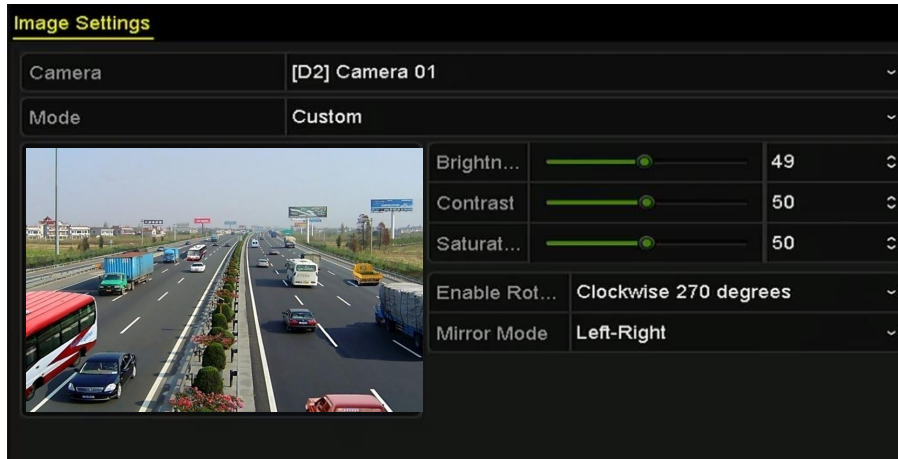 Image Settings
Camera [D2] Camera 01
Mode Custom
Brightn... 49
Contrast 50
Saturat... 50
Enable Rot... Clockwise 270 degrees
Mirror Mode Left-Right